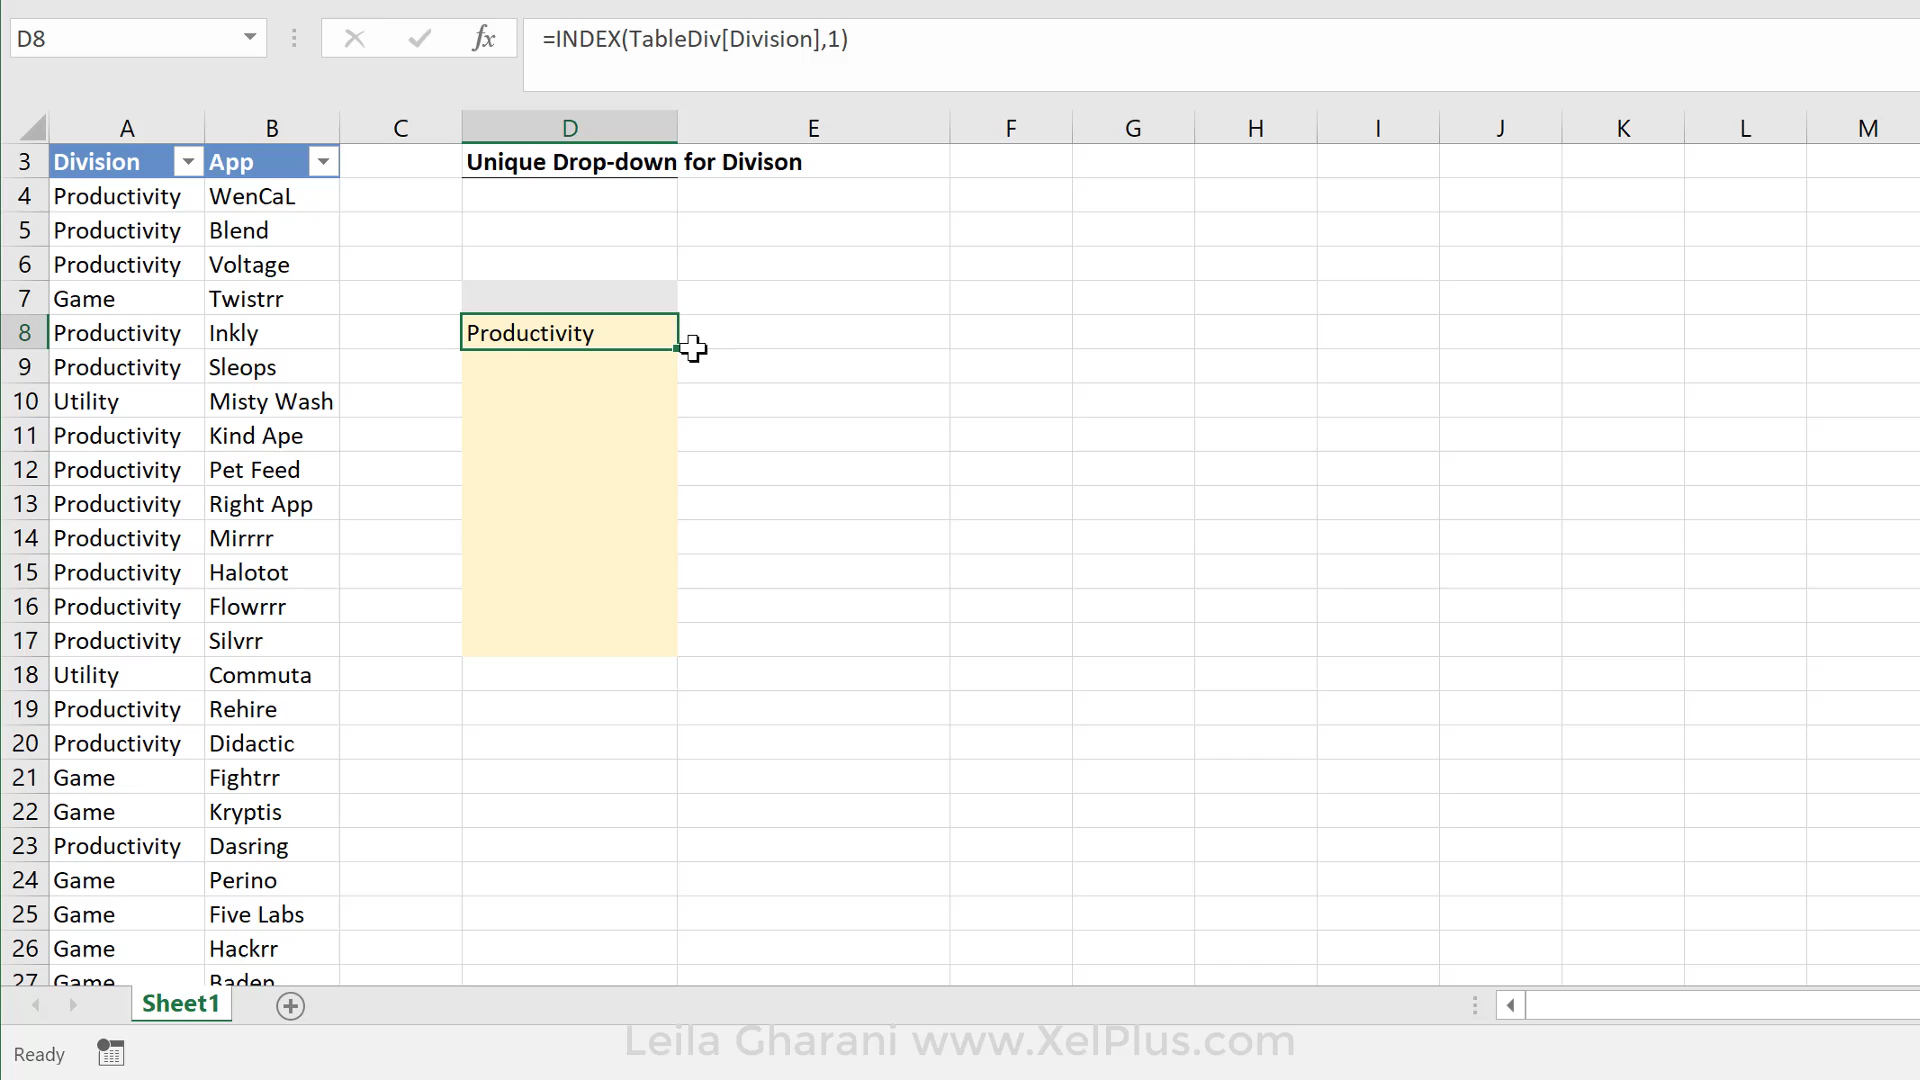 D8
fx
=INDEX(TableDiv[Division],1)
A B C D E F G H I J K L M
3 Division App Unique Drop-down for Divison
4 Productivity WenCaL
5 Productivity Blend
6 Productivity Voltage
7 Game Twistrr
8 Productivity Inkly Productivity
9 Productivity Sleops
10 Utility Misty Wash
11 Productivity Kind Ape
12 Productivity Pet Feed
13 Productivity Right App
14 Productivity Mirrrr
15 Productivity Halotot
16 Productivity Flowrrr
17 Productivity Silvrr
18 Utility Commuta
19 Productivity Rehire
20 Productivity Didactic
21 Game Fightrr
22 Game Kryptis
23 Productivity Dasring
24 Game Perino
25 Game Five Labs
26 Game Hackrr
27 Game Baden
Sheet1
Leila Gharani www.XelPlus.com
Ready